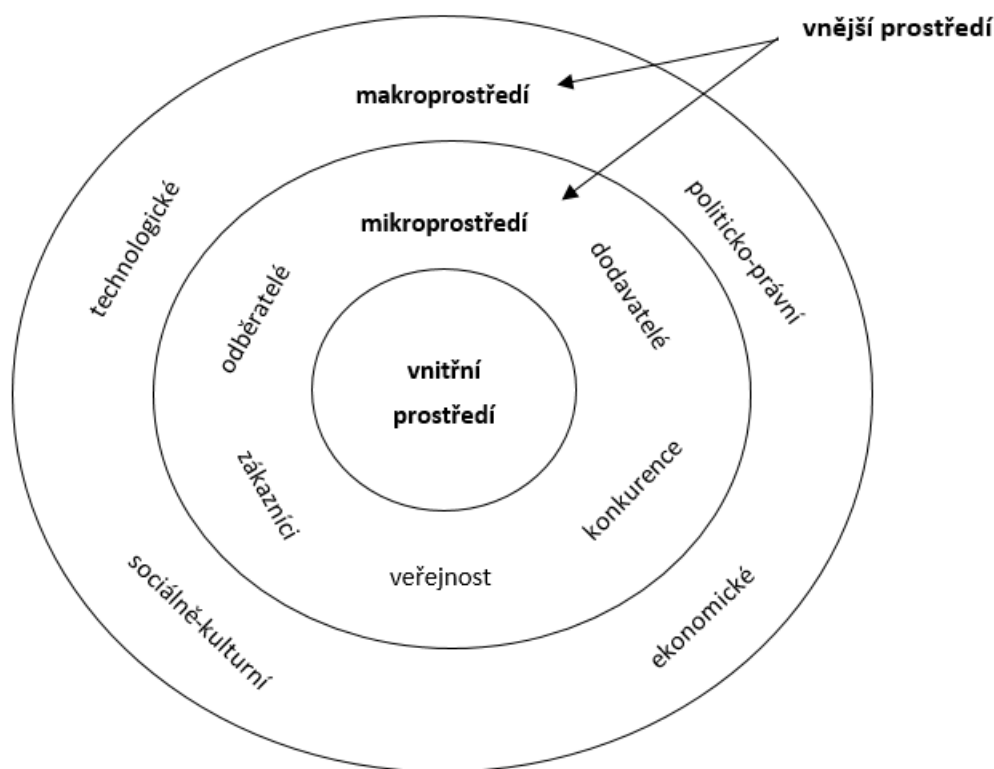 vnější prostředí
makroprostředí
technologické
politicko-právní
mikroprostředí
odběratelé
dodavatelé
vnitřní
prostředí
zákazníci
konkurence
veřejnost
sociálně-kulturní
ekonomické